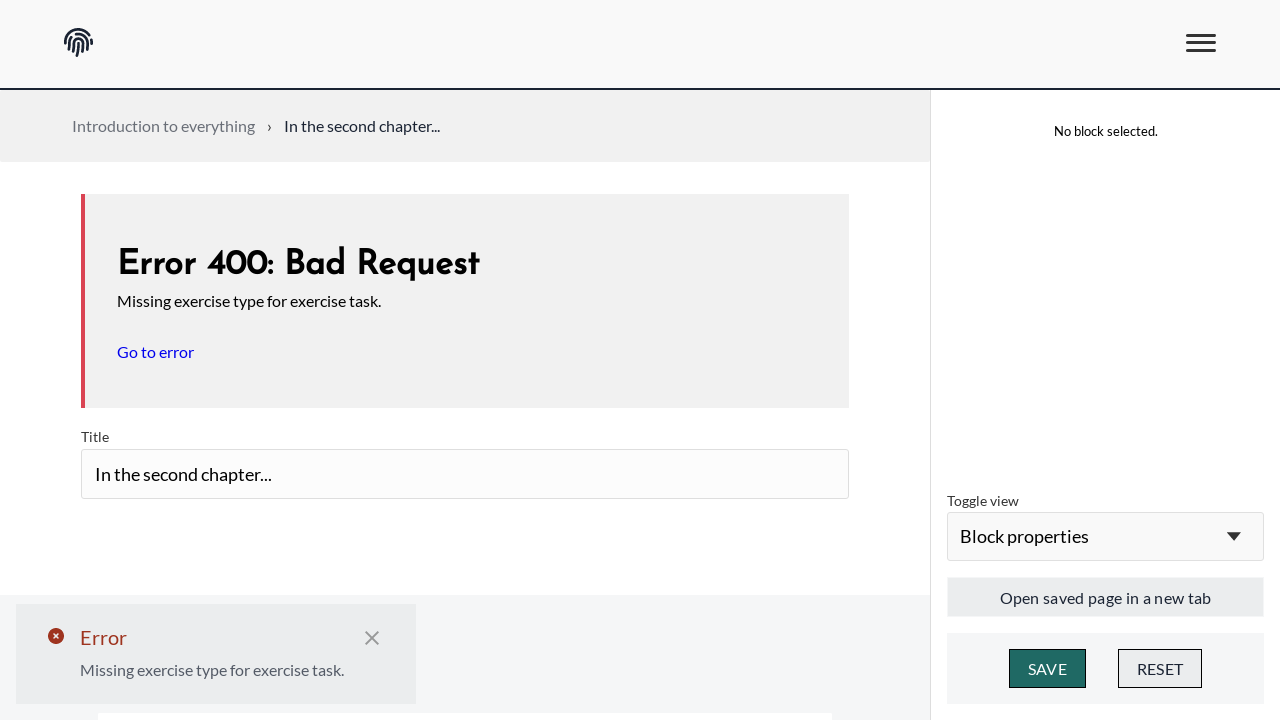 Introduction to everything › In the second chapter...
No block selected.
Error 400: Bad Request
Missing exercise type for exercise task.
Go to error
Title
In the second chapter...
Toggle view
Block properties
Open saved page in a new tab
SAVE
RESET
Error
Missing exercise type for exercise task.